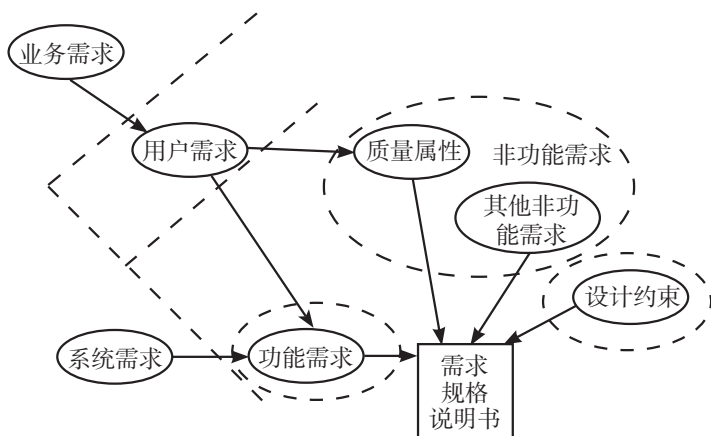 业务需求
用户需求
质量属性
非功能需求
其他非功
能需求
设计约束
系统需求
功能需求
需求
规格
说明书